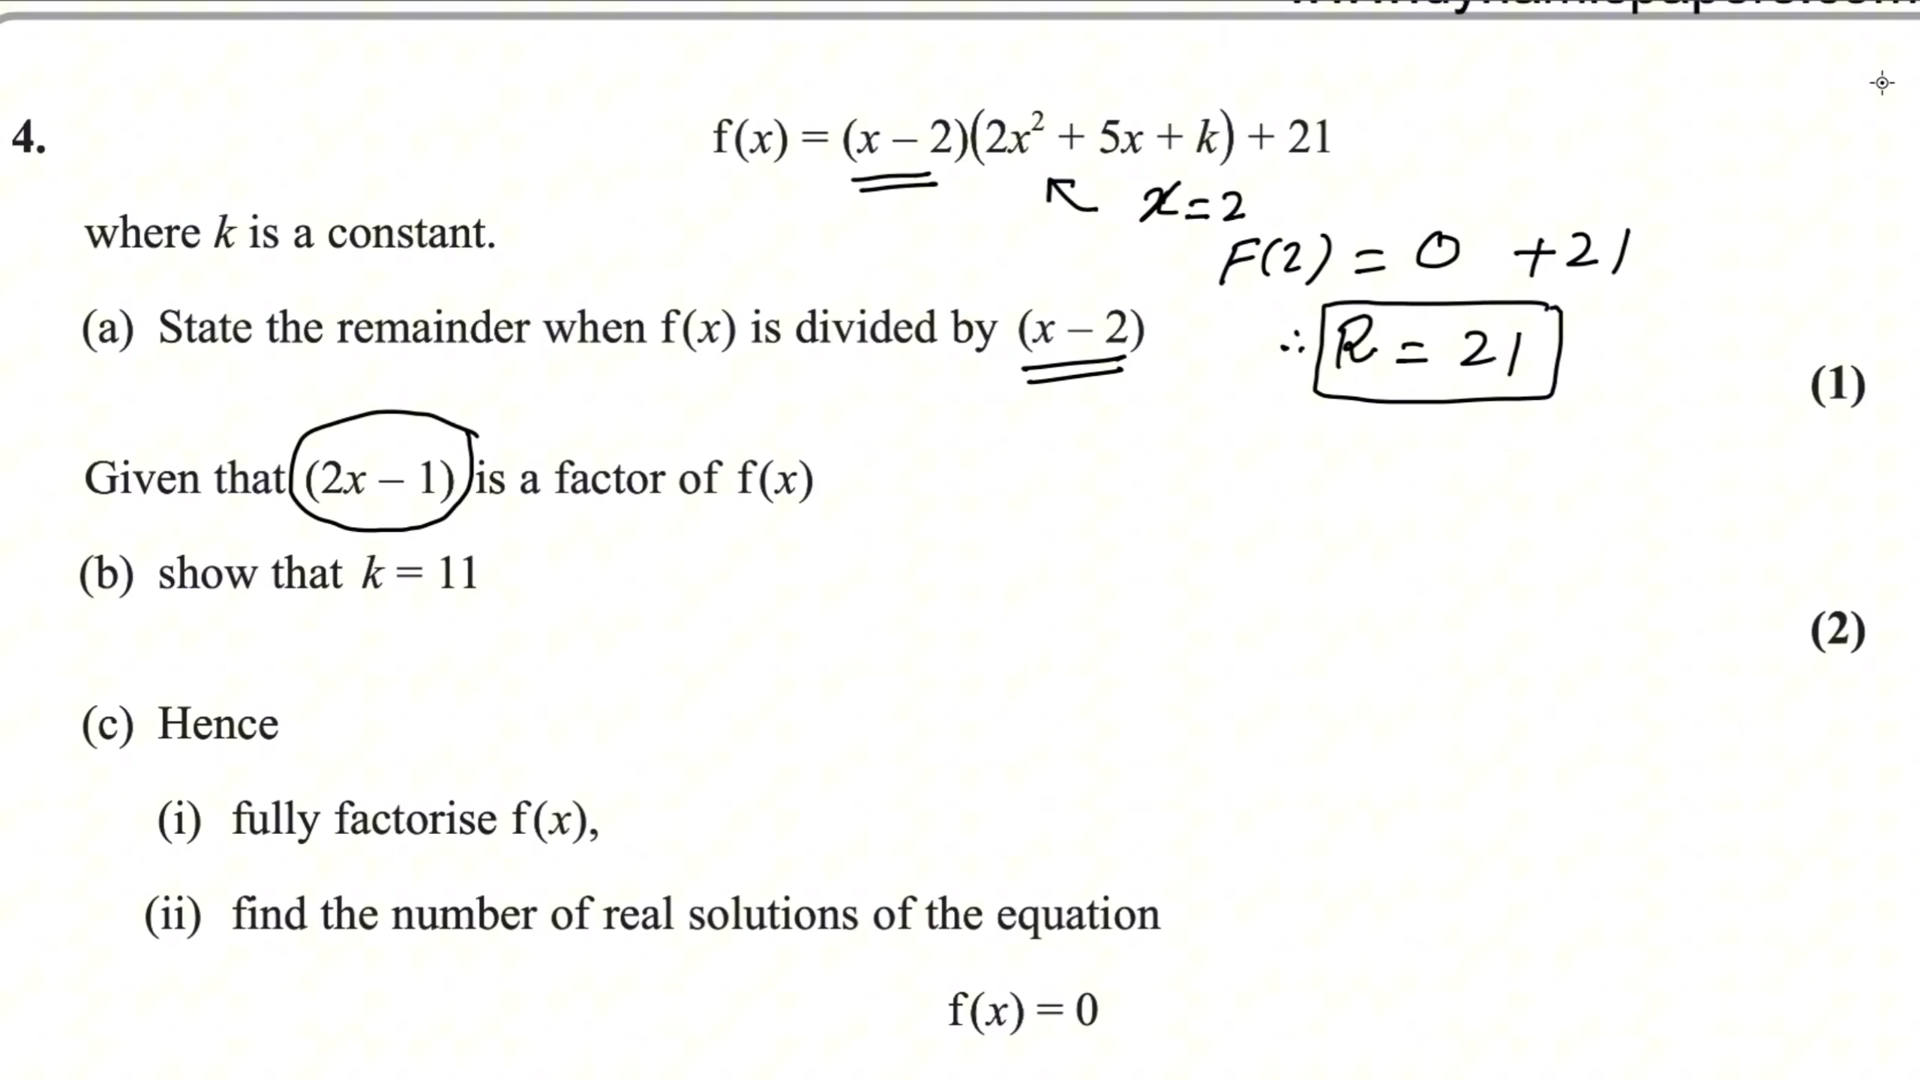 4. f(x) = (x – 2)(2x² + 5x + k) + 21
x = 2
where k is a constant.
F(2) = 0 + 21
(a) State the remainder when f(x) is divided by (x – 2)
∴ R = 21
(1)
Given that (2x – 1) is a factor of f(x)
(b) show that k = 11
(2)
(c) Hence
(i) fully factorise f(x),
(ii) find the number of real solutions of the equation
f(x) = 0